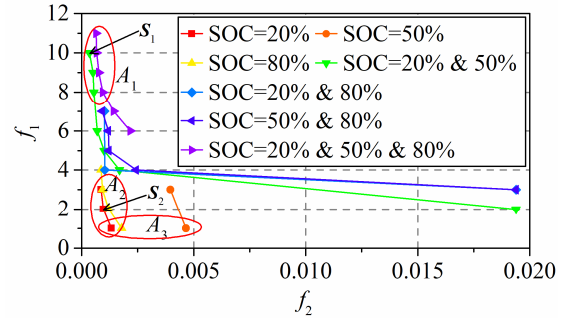 12
10
8
6
4
2
0
f₁
S₁
A₁
SOC=20% SOC=50%
SOC=80% SOC=20% & 50%
SOC=20% & 80%
SOC=50% & 80%
SOC=20% & 50% & 80%
A₂
S₂
A₃
0.000 0.005 0.010 0.015 0.020
f₂